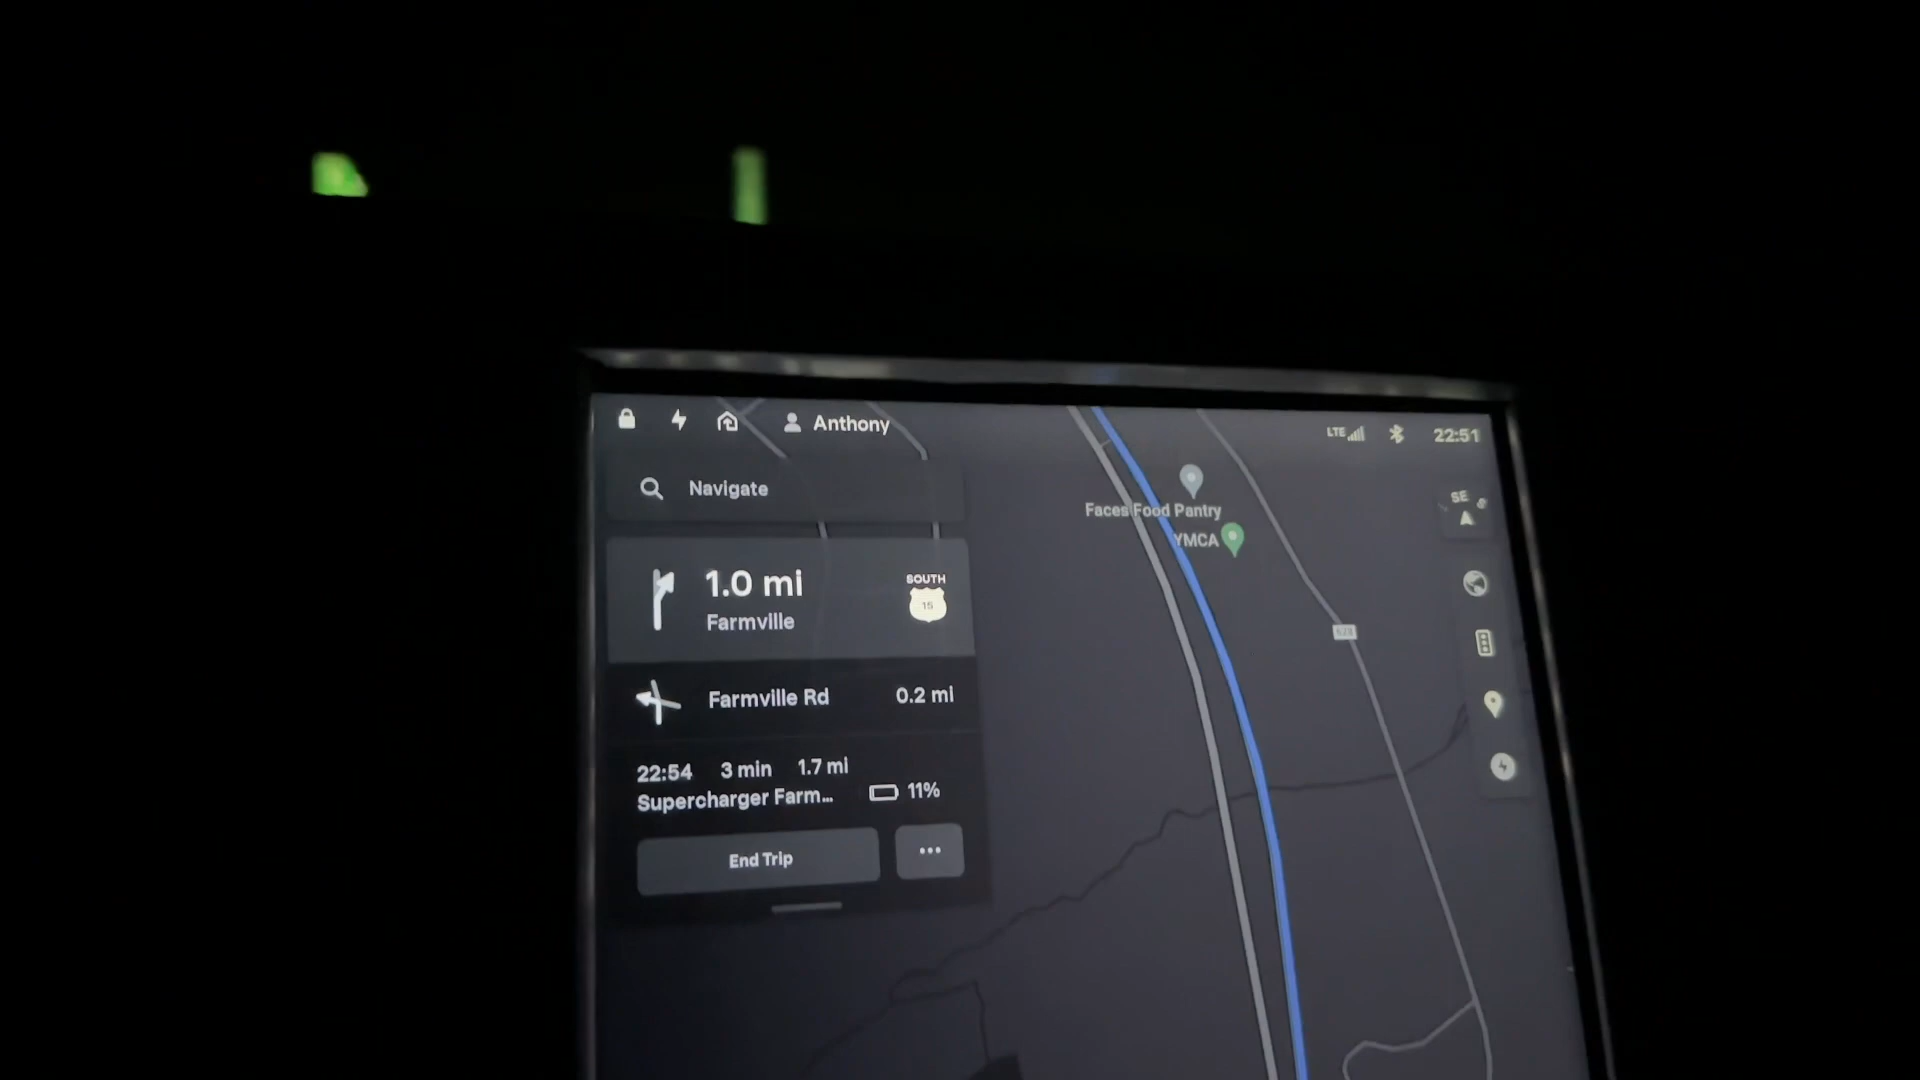 Anthony
LTE
22:51
Navigate
SE
Faces Food Pantry
YMCA
1.0 mi
Farmville
SOUTH
15
Farmville Rd
0.2 mi
22:54 3 min 1.7 mi
Supercharger Farm...
11%
End Trip